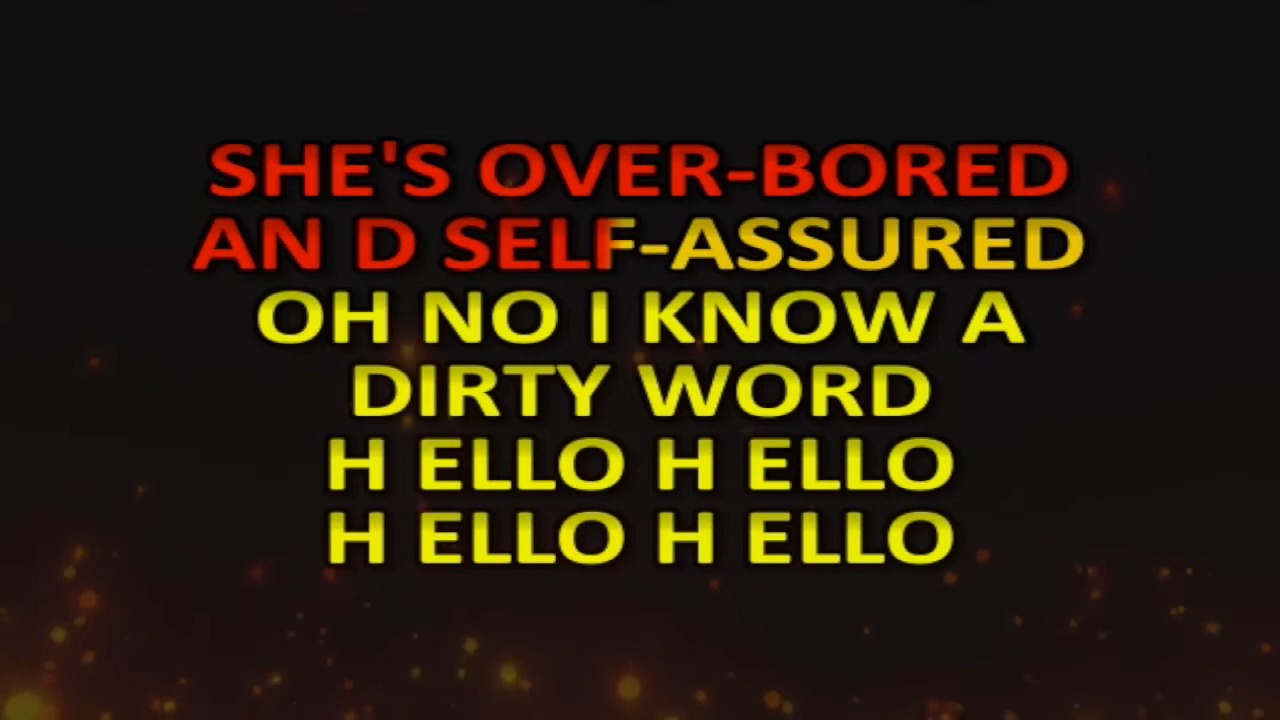 SHE'S OVER-BORED
AN D SELF-ASSURED
OH NO I KNOW A
DIRTY WORD
H ELLO H ELLO
H ELLO H ELLO